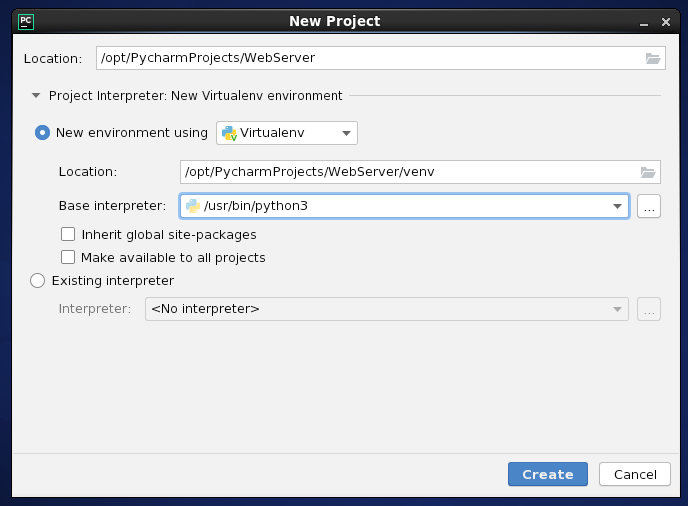 PC New Project
Location: /opt/PycharmProjects/WebServer
Project Interpreter: New Virtualenv environment
New environment using Virtualenv
Location: /opt/PycharmProjects/WebServer/venv
Base interpreter: /usr/bin/python3 ...
Inherit global site-packages
Make available to all projects
Existing interpreter
Interpreter: <No interpreter> ...
Create Cancel